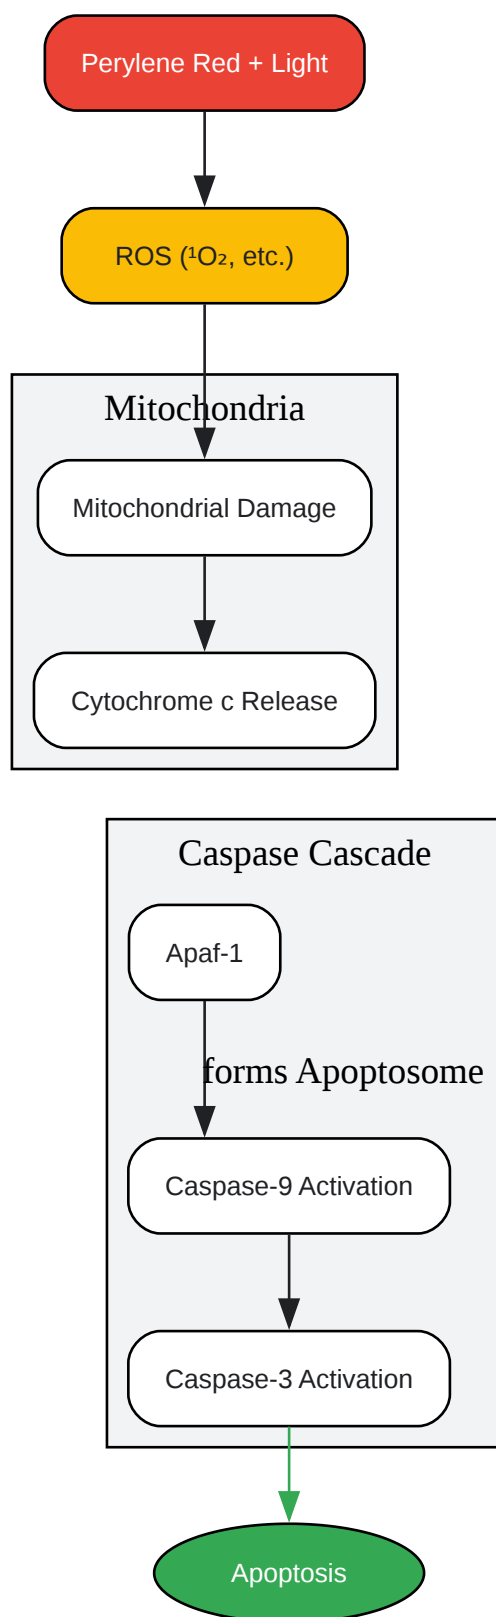 Perylene Red + Light
ROS (¹O₂, etc.)
Mitochondria
Mitochondrial Damage
Cytochrome c Release
Caspase Cascade
Apaf-1
forms Apoptosome
Caspase-9 Activation
Caspase-3 Activation
Apoptosis